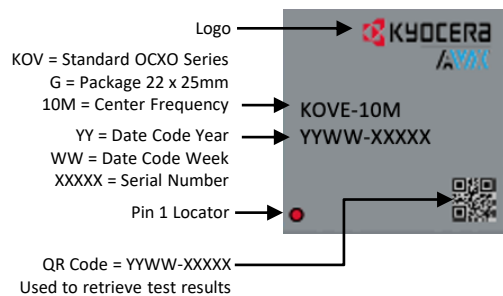 Logo
KYOCERA
AVX
KOV = Standard OCXO Series
G = Package 22 x 25mm
10M = Center Frequency
KOVE-10M
YY = Date Code Year
YYWW-XXXXX
WW = Date Code Week
XXXXX = Serial Number
Pin 1 Locator
QR Code = YYWW-XXXXX
Used to retrieve test results